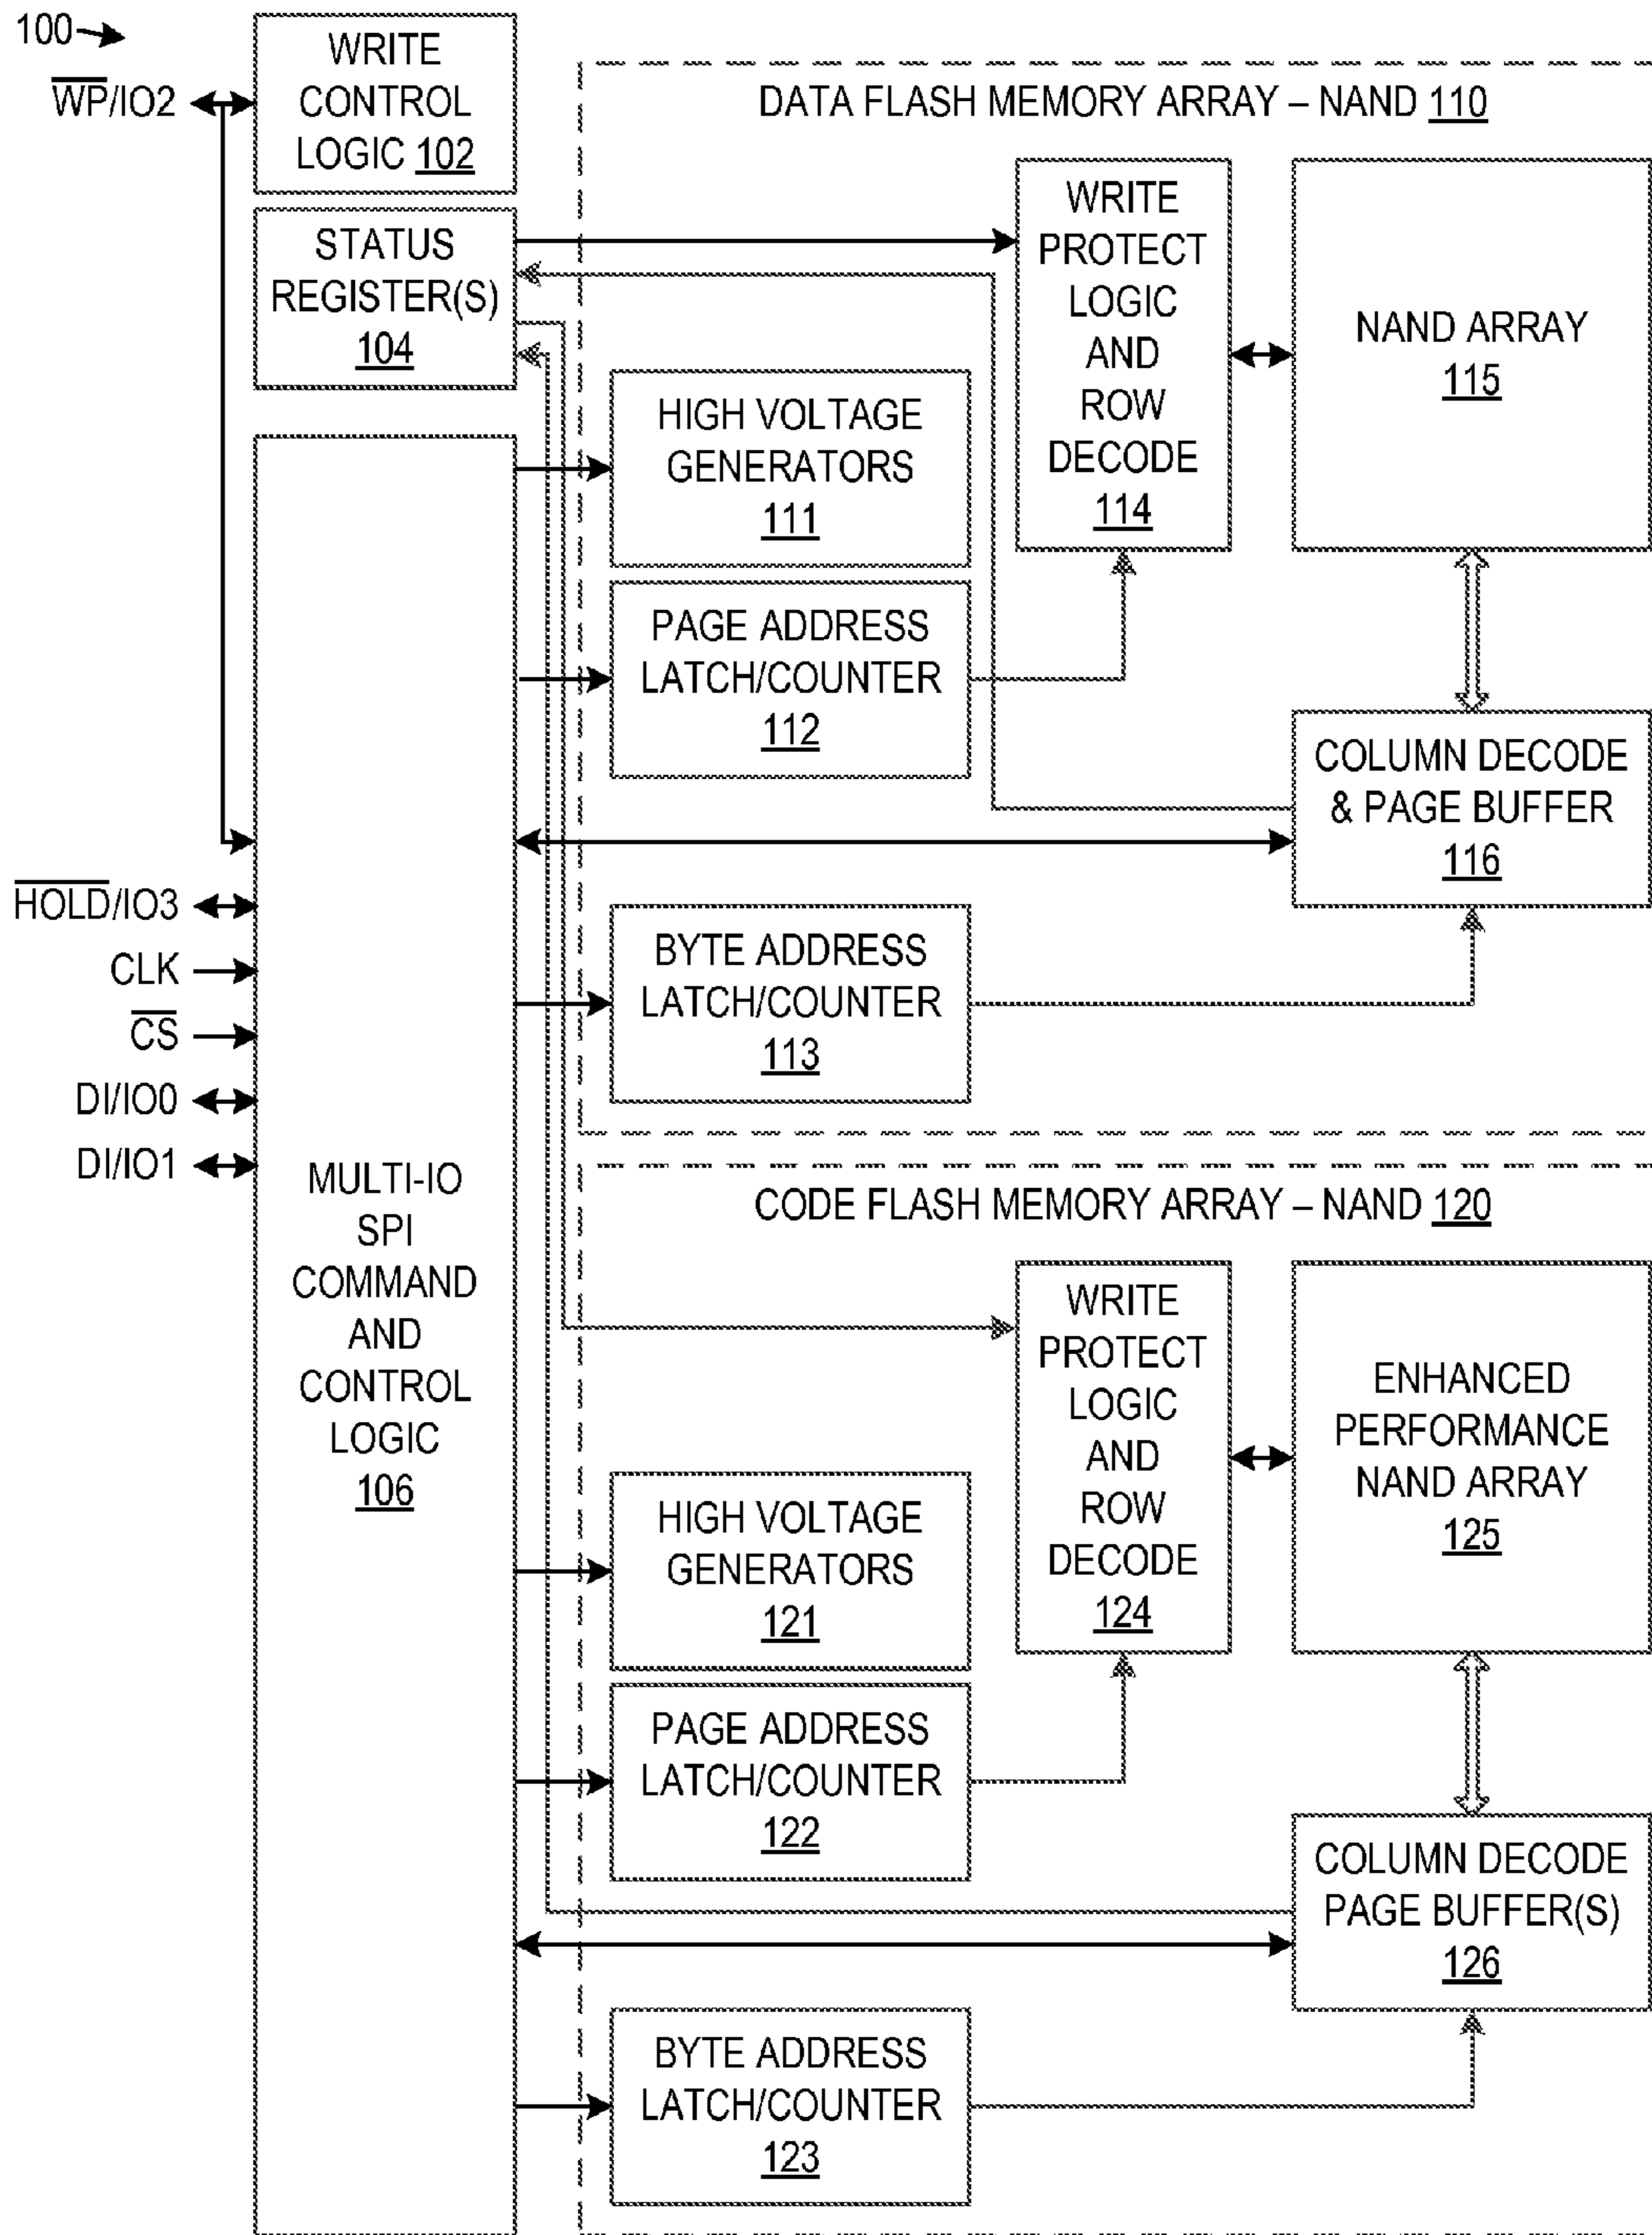 100
WRITE
CONTROL
LOGIC 102
W̅P̅/IO2
STATUS
REGISTER(S)
104
DATA FLASH MEMORY ARRAY – NAND 110
WRITE
PROTECT
LOGIC
AND
ROW
DECODE
114
NAND ARRAY
115
HIGH VOLTAGE
GENERATORS
111
PAGE ADDRESS
LATCH/COUNTER
112
COLUMN DECODE
& PAGE BUFFER
116
BYTE ADDRESS
LATCH/COUNTER
113
H̅O̅L̅D̅/IO3
CLK
C̅S̅
DI/IO0
DI/IO1
MULTI-IO
SPI
COMMAND
AND
CONTROL
LOGIC
106
CODE FLASH MEMORY ARRAY – NAND 120
WRITE
PROTECT
LOGIC
AND
ROW
DECODE
124
ENHANCED
PERFORMANCE
NAND ARRAY
125
HIGH VOLTAGE
GENERATORS
121
PAGE ADDRESS
LATCH/COUNTER
122
COLUMN DECODE
PAGE BUFFER(S)
126
BYTE ADDRESS
LATCH/COUNTER
123